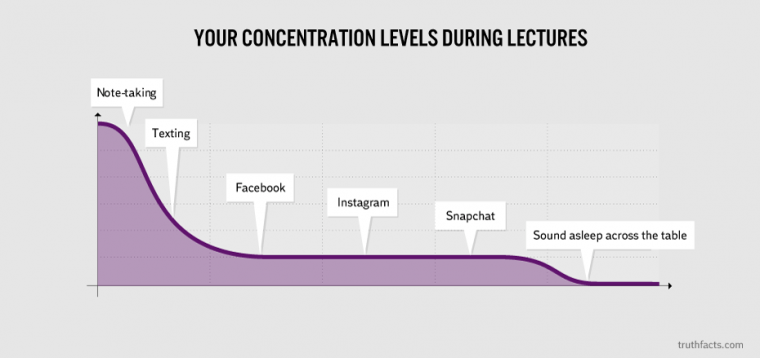 YOUR CONCENTRATION LEVELS DURING LECTURES
Note-taking
Texting
Facebook
Instagram
Snapchat
Sound asleep across the table
truthfacts.com